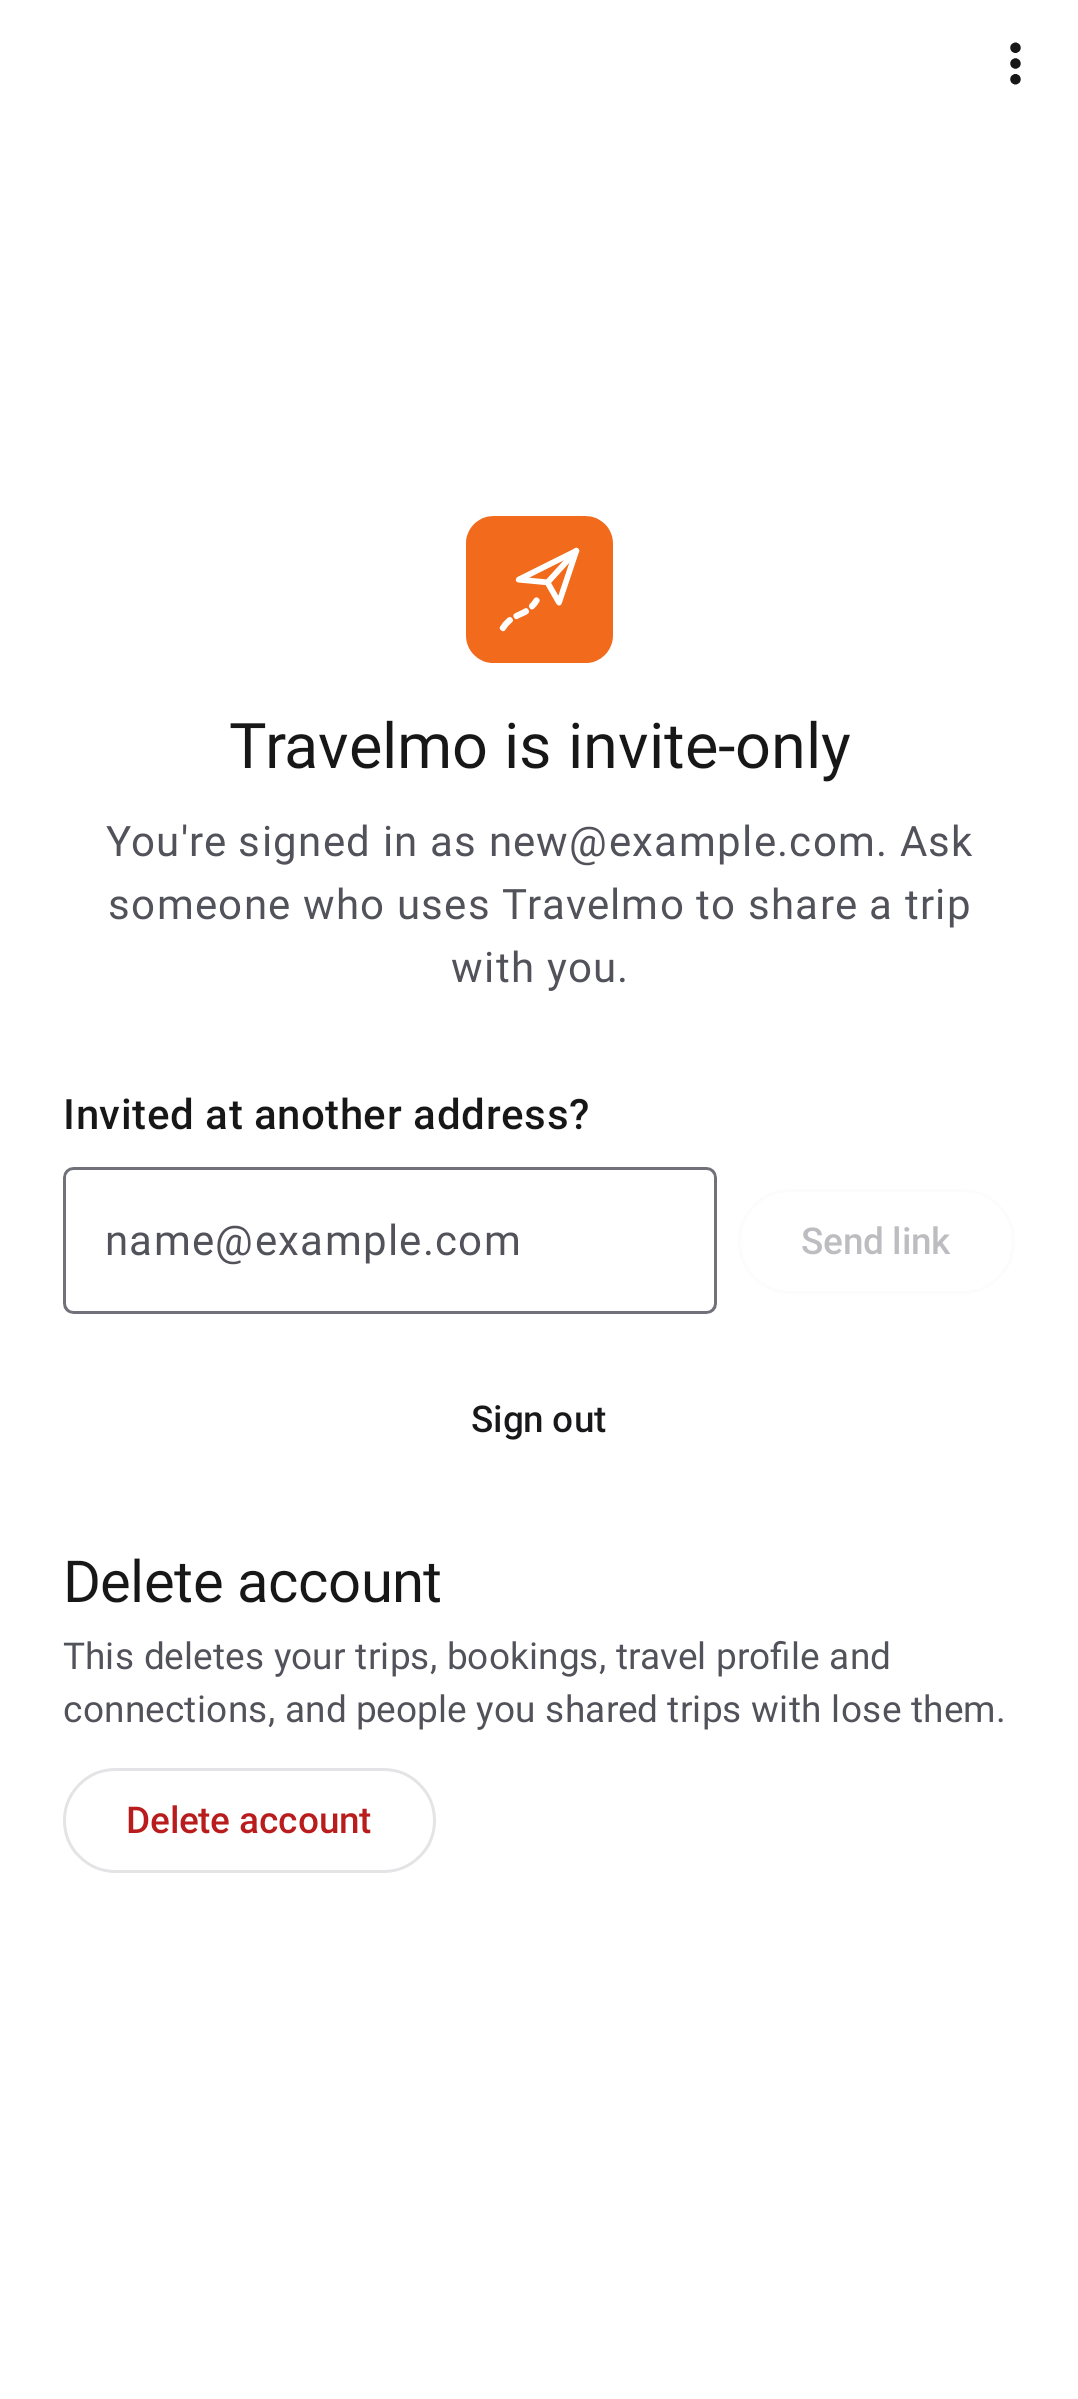 Travelmo is invite-only
You're signed in as new@example.com. Ask
someone who uses Travelmo to share a trip
with you.
Invited at another address?
name@example.com
Send link
Sign out
Delete account
This deletes your trips, bookings, travel profile and
connections, and people you shared trips with lose them.
Delete account